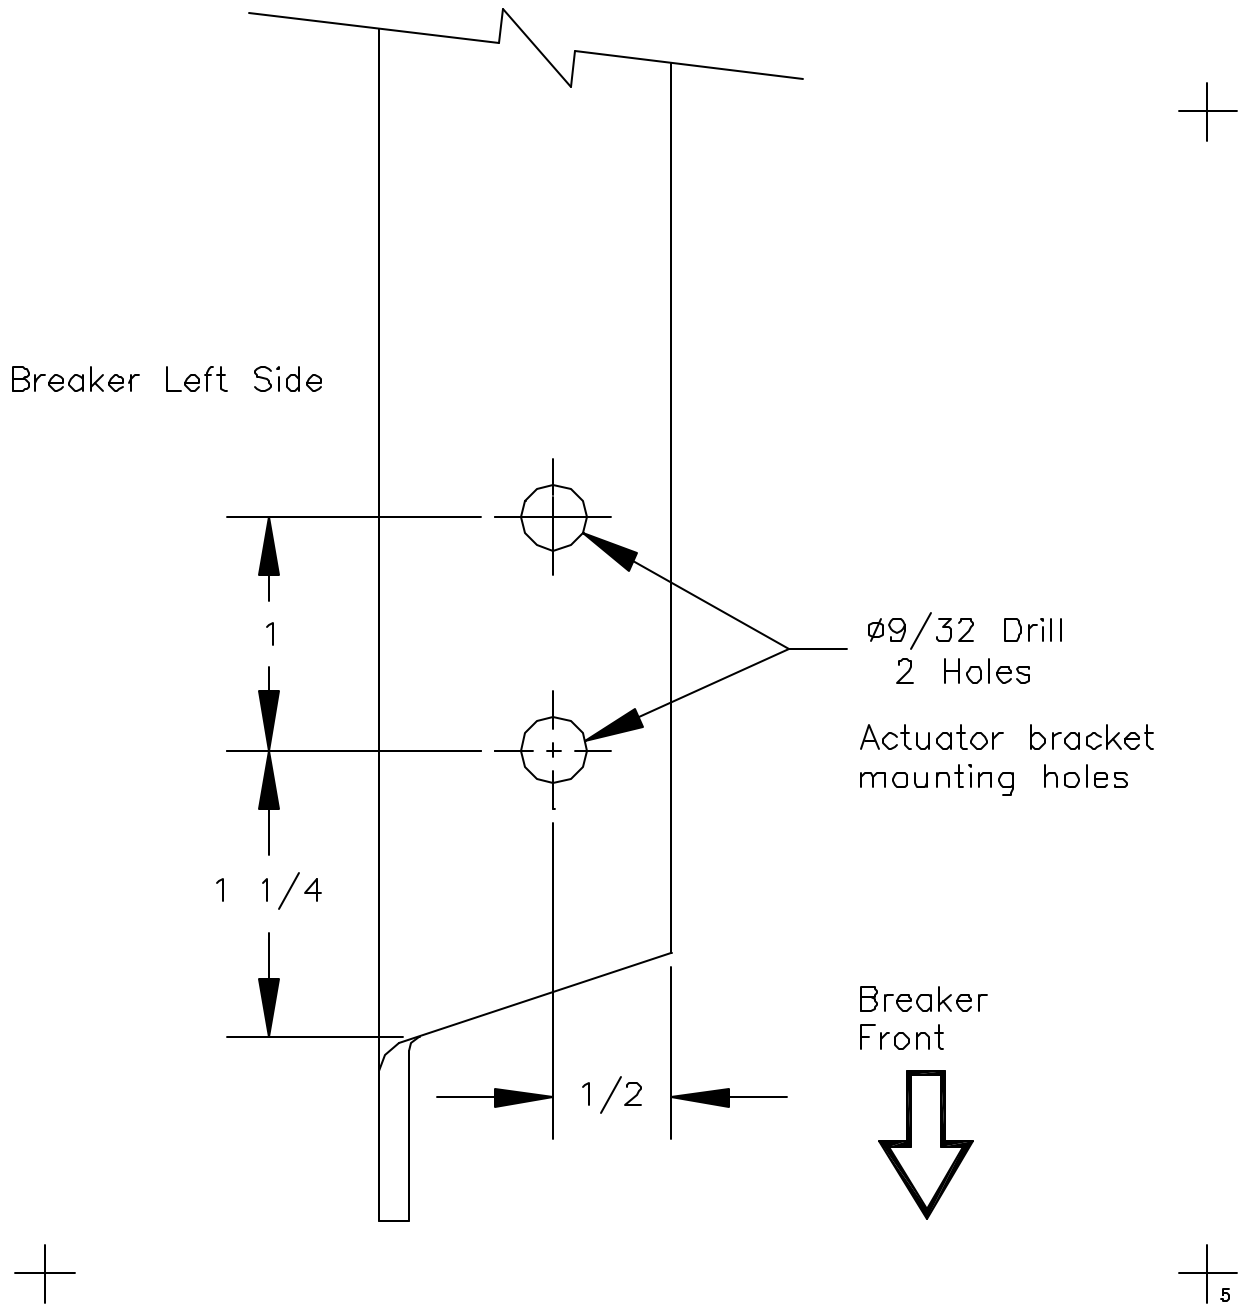 Breaker Left Side
1
Ø9/32 Drill
2 Holes
Actuator bracket
mounting holes
1 1/4
Breaker
Front
1/2
5